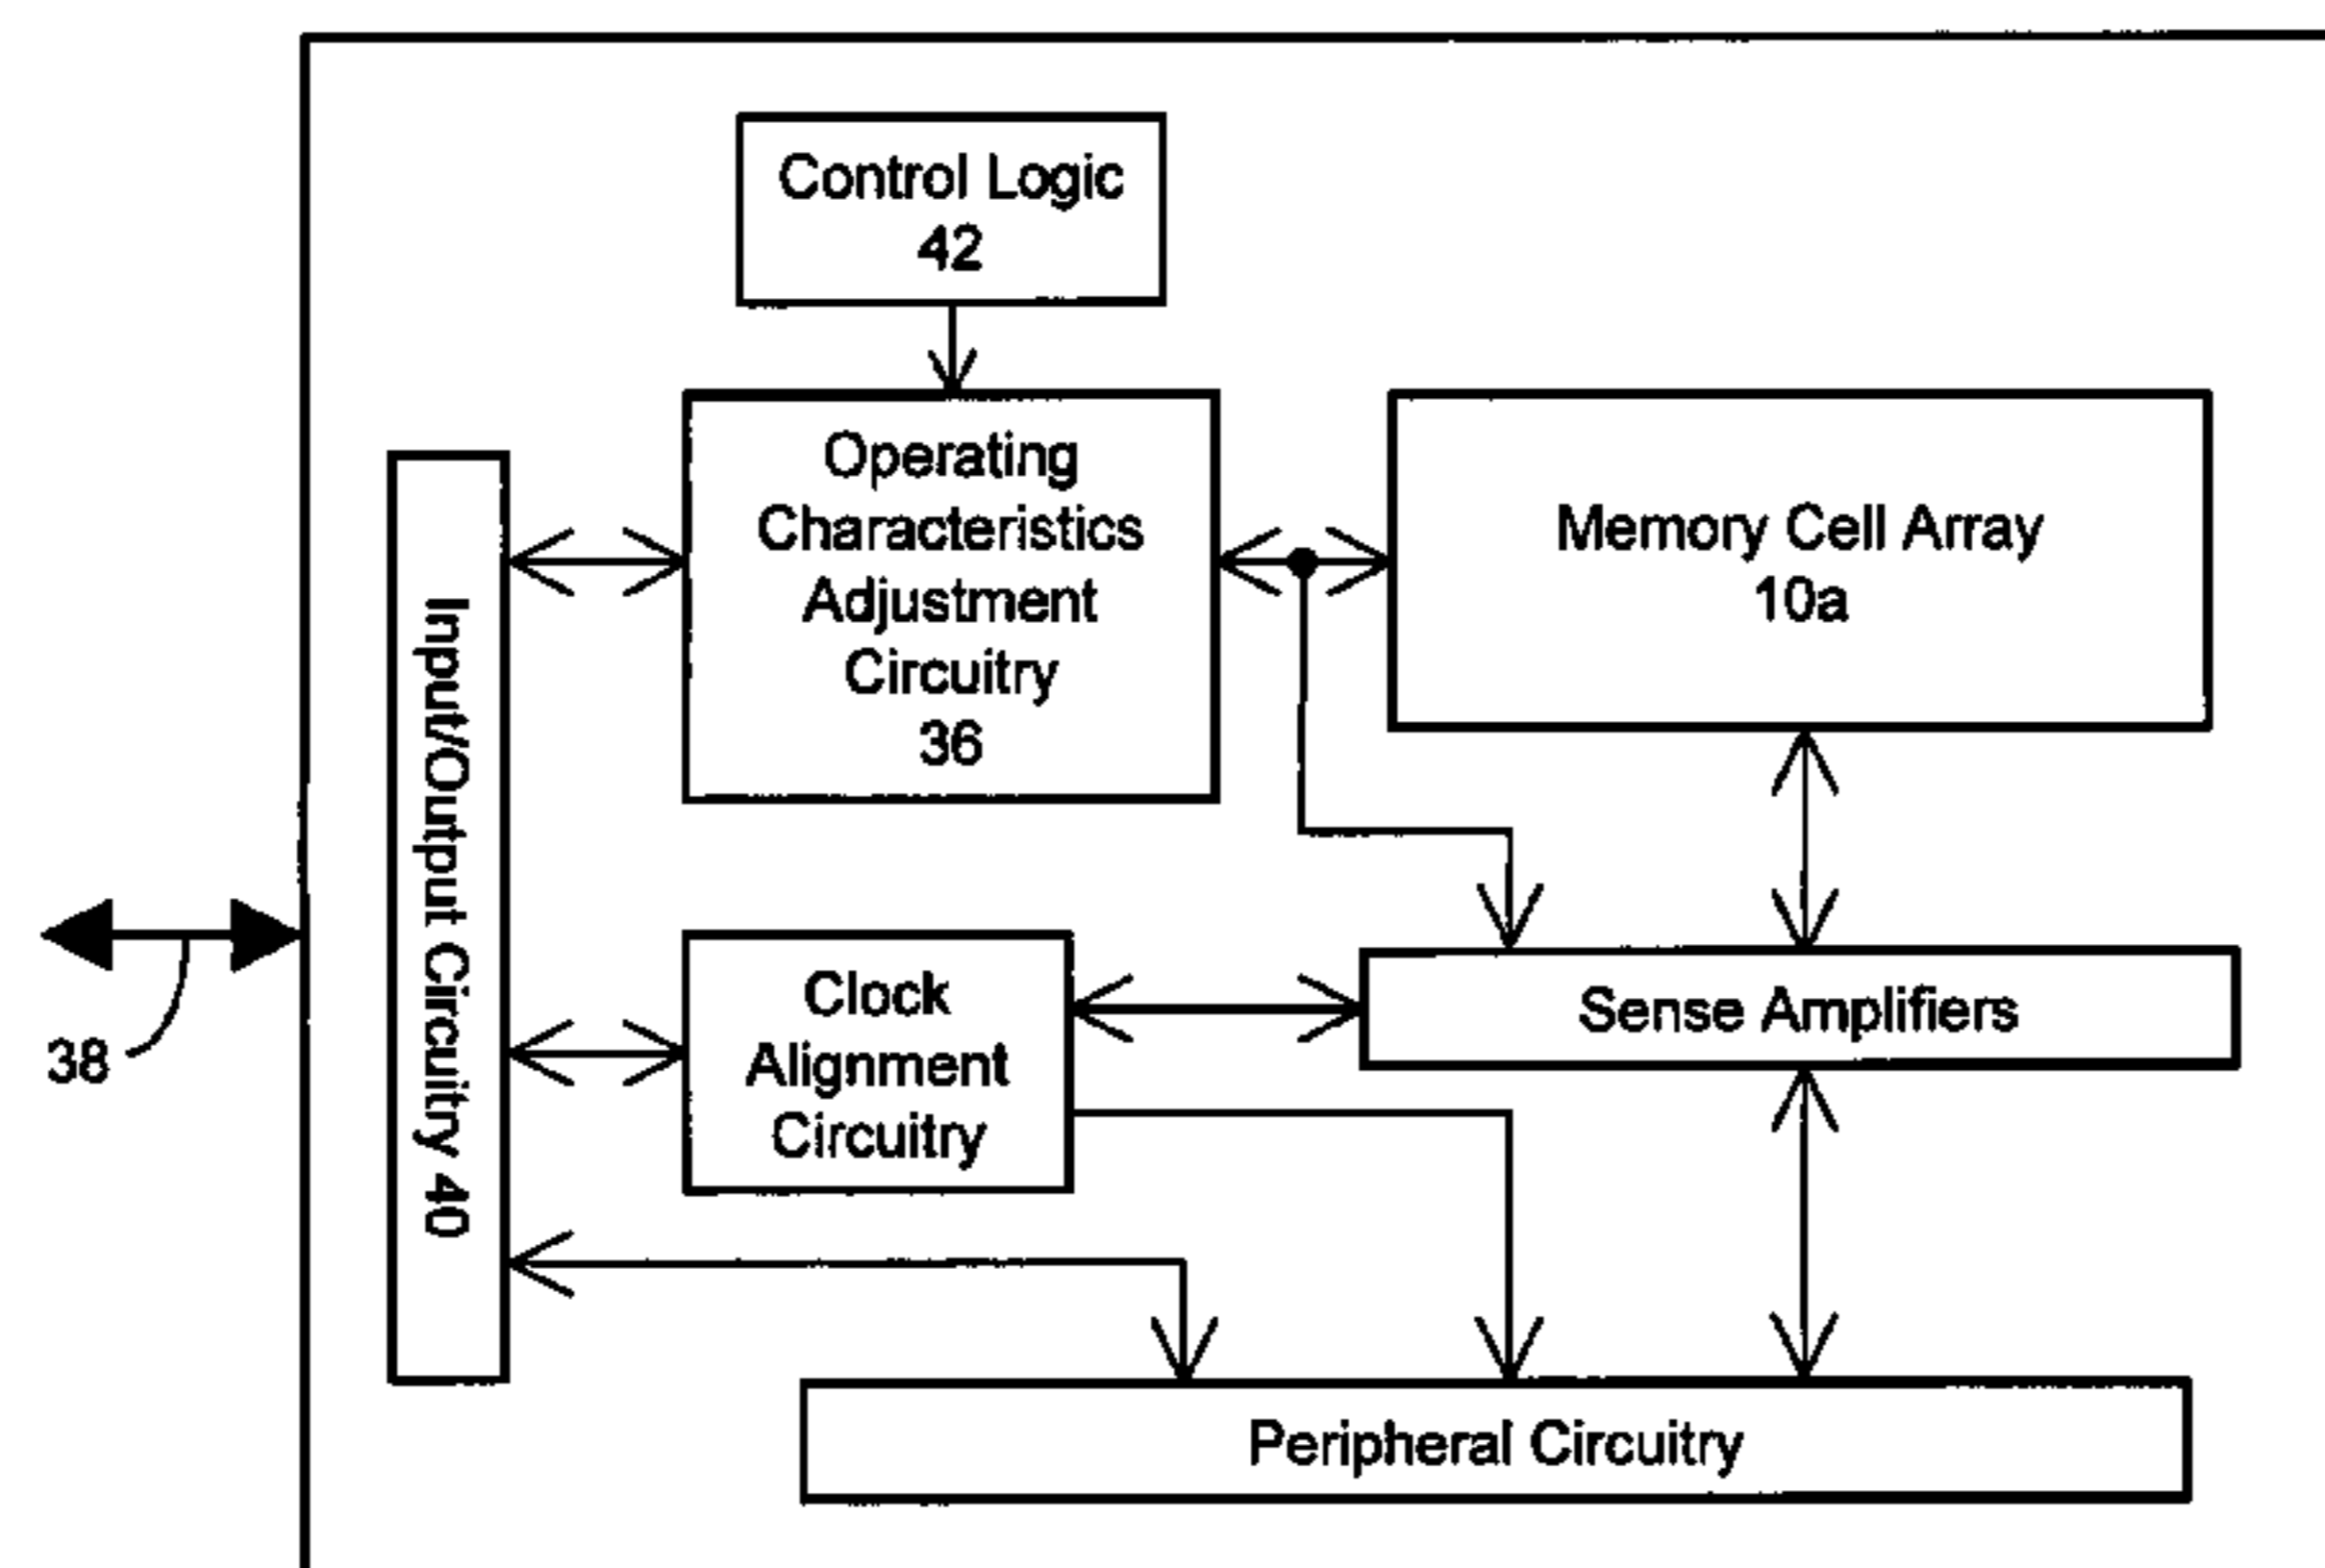 Control Logic
42
Operating
Characteristics
Adjustment
Circuitry
36
Memory Cell Array
10a
Input/Output Circuitry 40
38
Clock
Alignment
Circuitry
Sense Amplifiers
Peripheral Circuitry